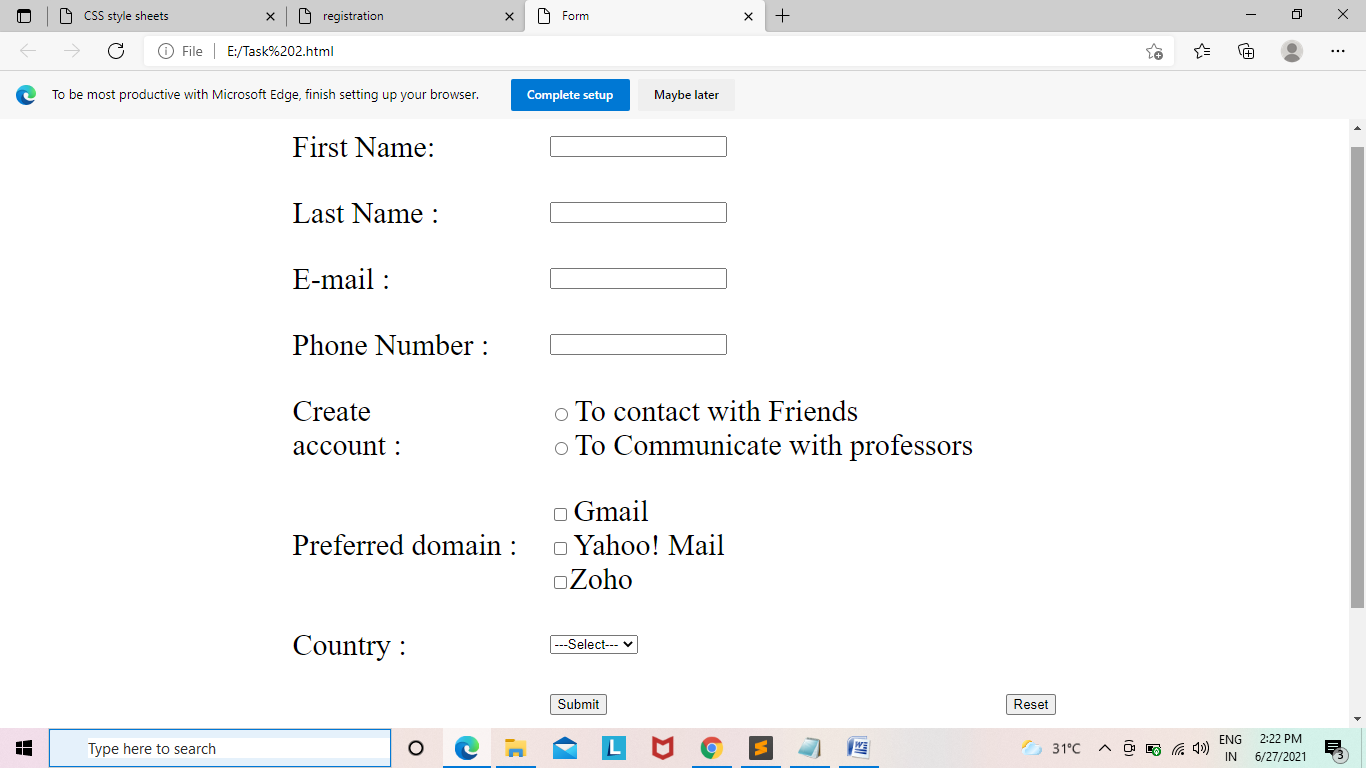 CSS style sheets
registration
Form
File
E:/Task%202.html
To be most productive with Microsoft Edge, finish setting up your browser.
Complete setup
Maybe later
First Name:
Last Name :
E-mail :
Phone Number :
Create
account :
To contact with Friends
To Communicate with professors
Preferred domain :
Gmail
Yahoo! Mail
Zoho
Country :
---Select---
Submit
Reset
Type here to search
L
W
31°C
ENG
IN
2:22 PM
6/27/2021
3